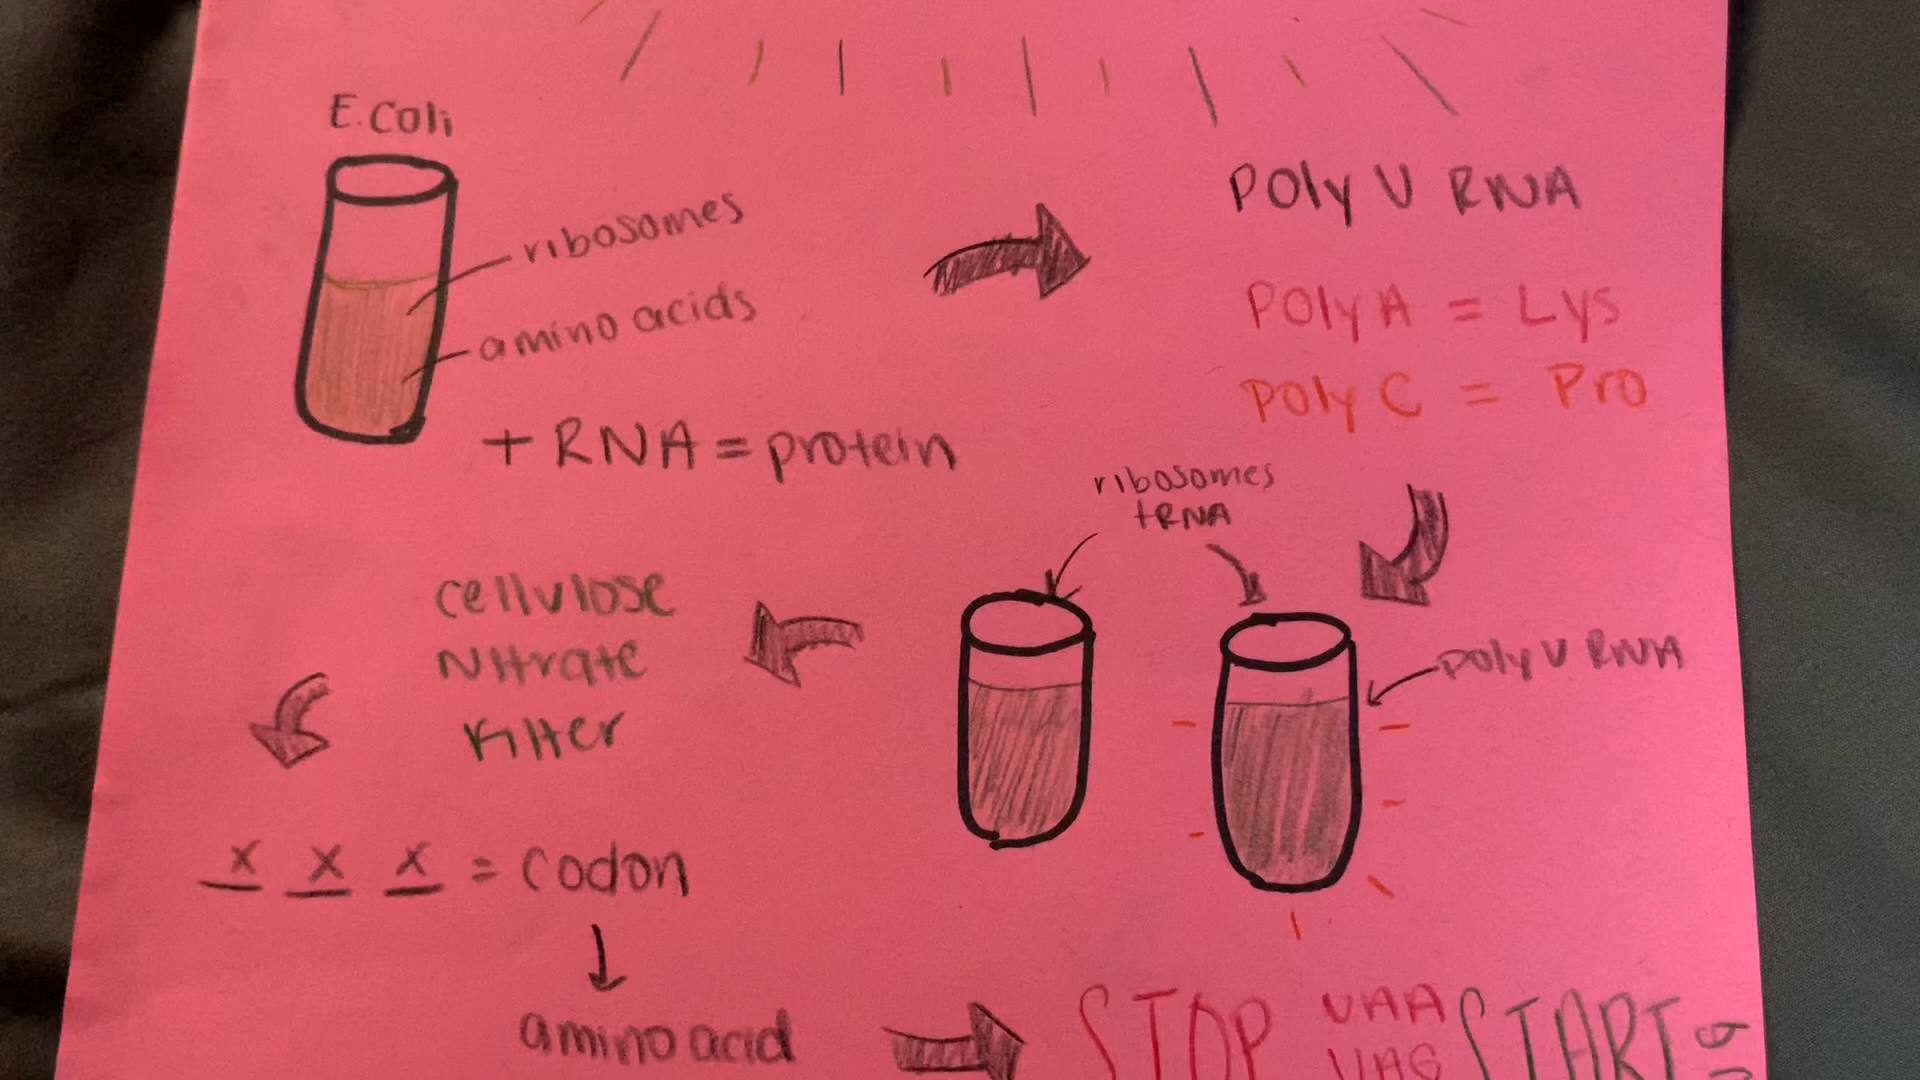 E. Coli
ribosomes
amino acids
+ RNA = protein
Poly U RNA
Poly A = Lys
Poly C = Pro
ribosomes
tRNA
poly U RNA
cellulose
Nitrate
Filter
x x x = codon
amino acid
STOP UAA START
UAG